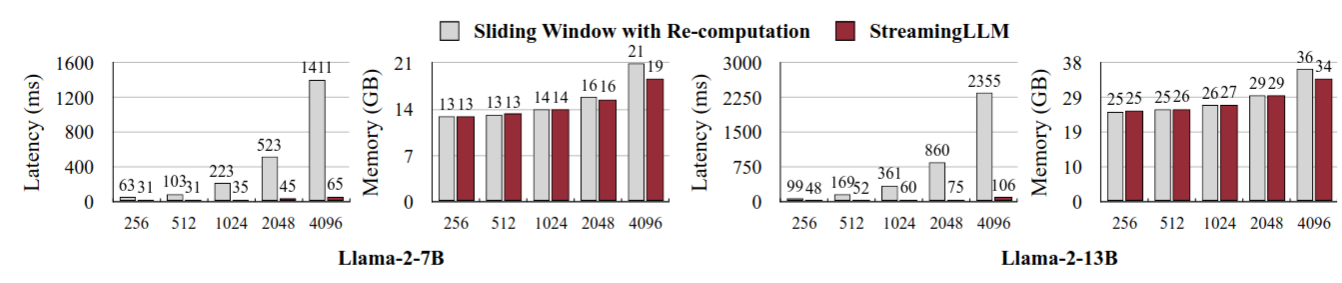 Sliding Window with Re-computation StreamingLLM
Latency (ms)
1600
1200
800
400
0
63 31 103 31 223 35 523 45 1411 65
256 512 1024 2048 4096
Memory (GB)
21
14
7
0
13 13 13 13 14 14 16 16 21 19
256 512 1024 2048 4096
Llama-2-7B
Latency (ms)
3000
2250
1500
750
0
99 48 169 52 361 60 860 75 2355 106
256 512 1024 2048 4096
Memory (GB)
38
29
19
10
0
25 25 25 26 26 27 29 29 36 34
256 512 1024 2048 4096
Llama-2-13B